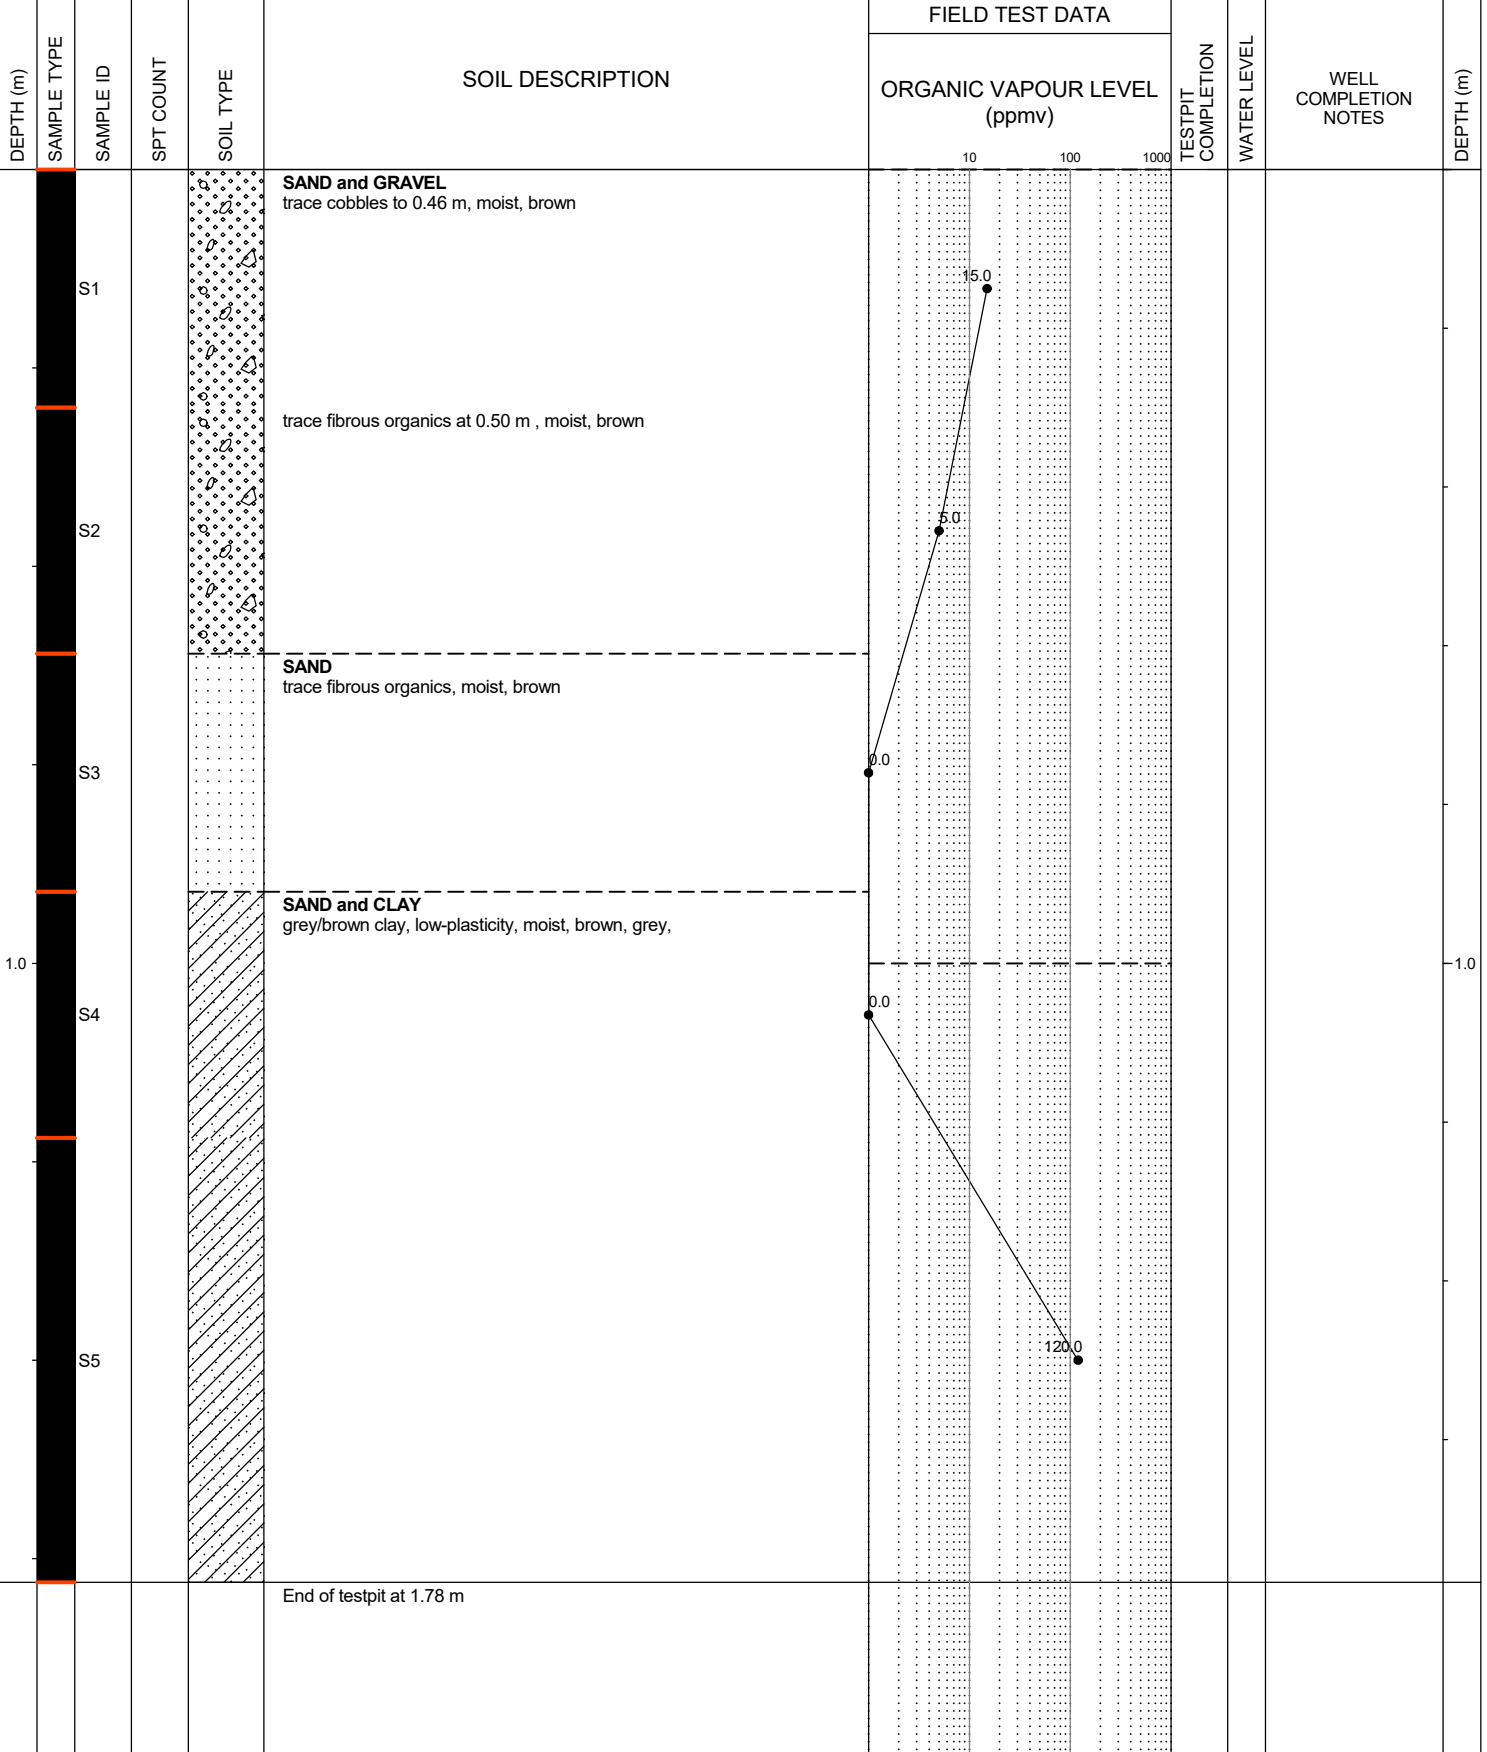 FIELD TEST DATA
DEPTH (m)
SAMPLE TYPE
SAMPLE ID
SPT COUNT
SOIL TYPE
SOIL DESCRIPTION
ORGANIC VAPOUR LEVEL
(ppmv)
10 100 1000
TESTPIT
COMPLETION
WATER LEVEL
WELL
COMPLETION
NOTES
DEPTH (m)
SAND and GRAVEL
trace cobbles to 0.46 m, moist, brown
15.0
S1
trace fibrous organics at 0.50 m , moist, brown
5.0
S2
SAND
trace fibrous organics, moist, brown
0.0
S3
SAND and CLAY
grey/brown clay, low-plasticity, moist, brown, grey,
1.0 1.0
0.0
S4
120.0
S5
End of testpit at 1.78 m